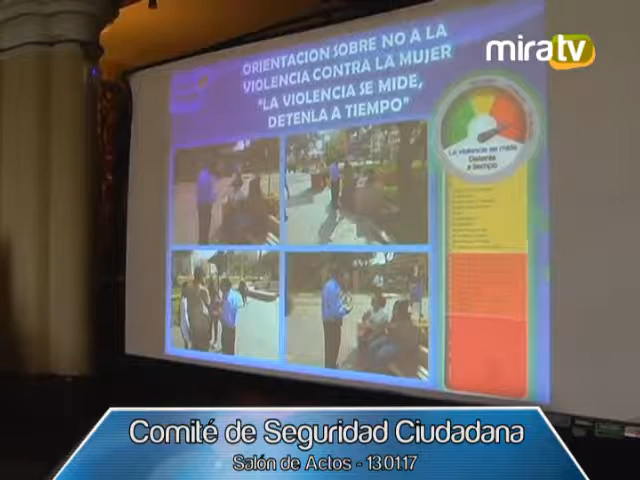 miratv
ORIENTACION SOBRE NO A LA
VIOLENCIA CONTRA LA MUJER
"LA VIOLENCIA SE MIDE,
DETENLA A TIEMPO"
La violencia se mide
Detente
a tiempo
Comité de Seguridad Ciudadana
Salón de Actos - 130117